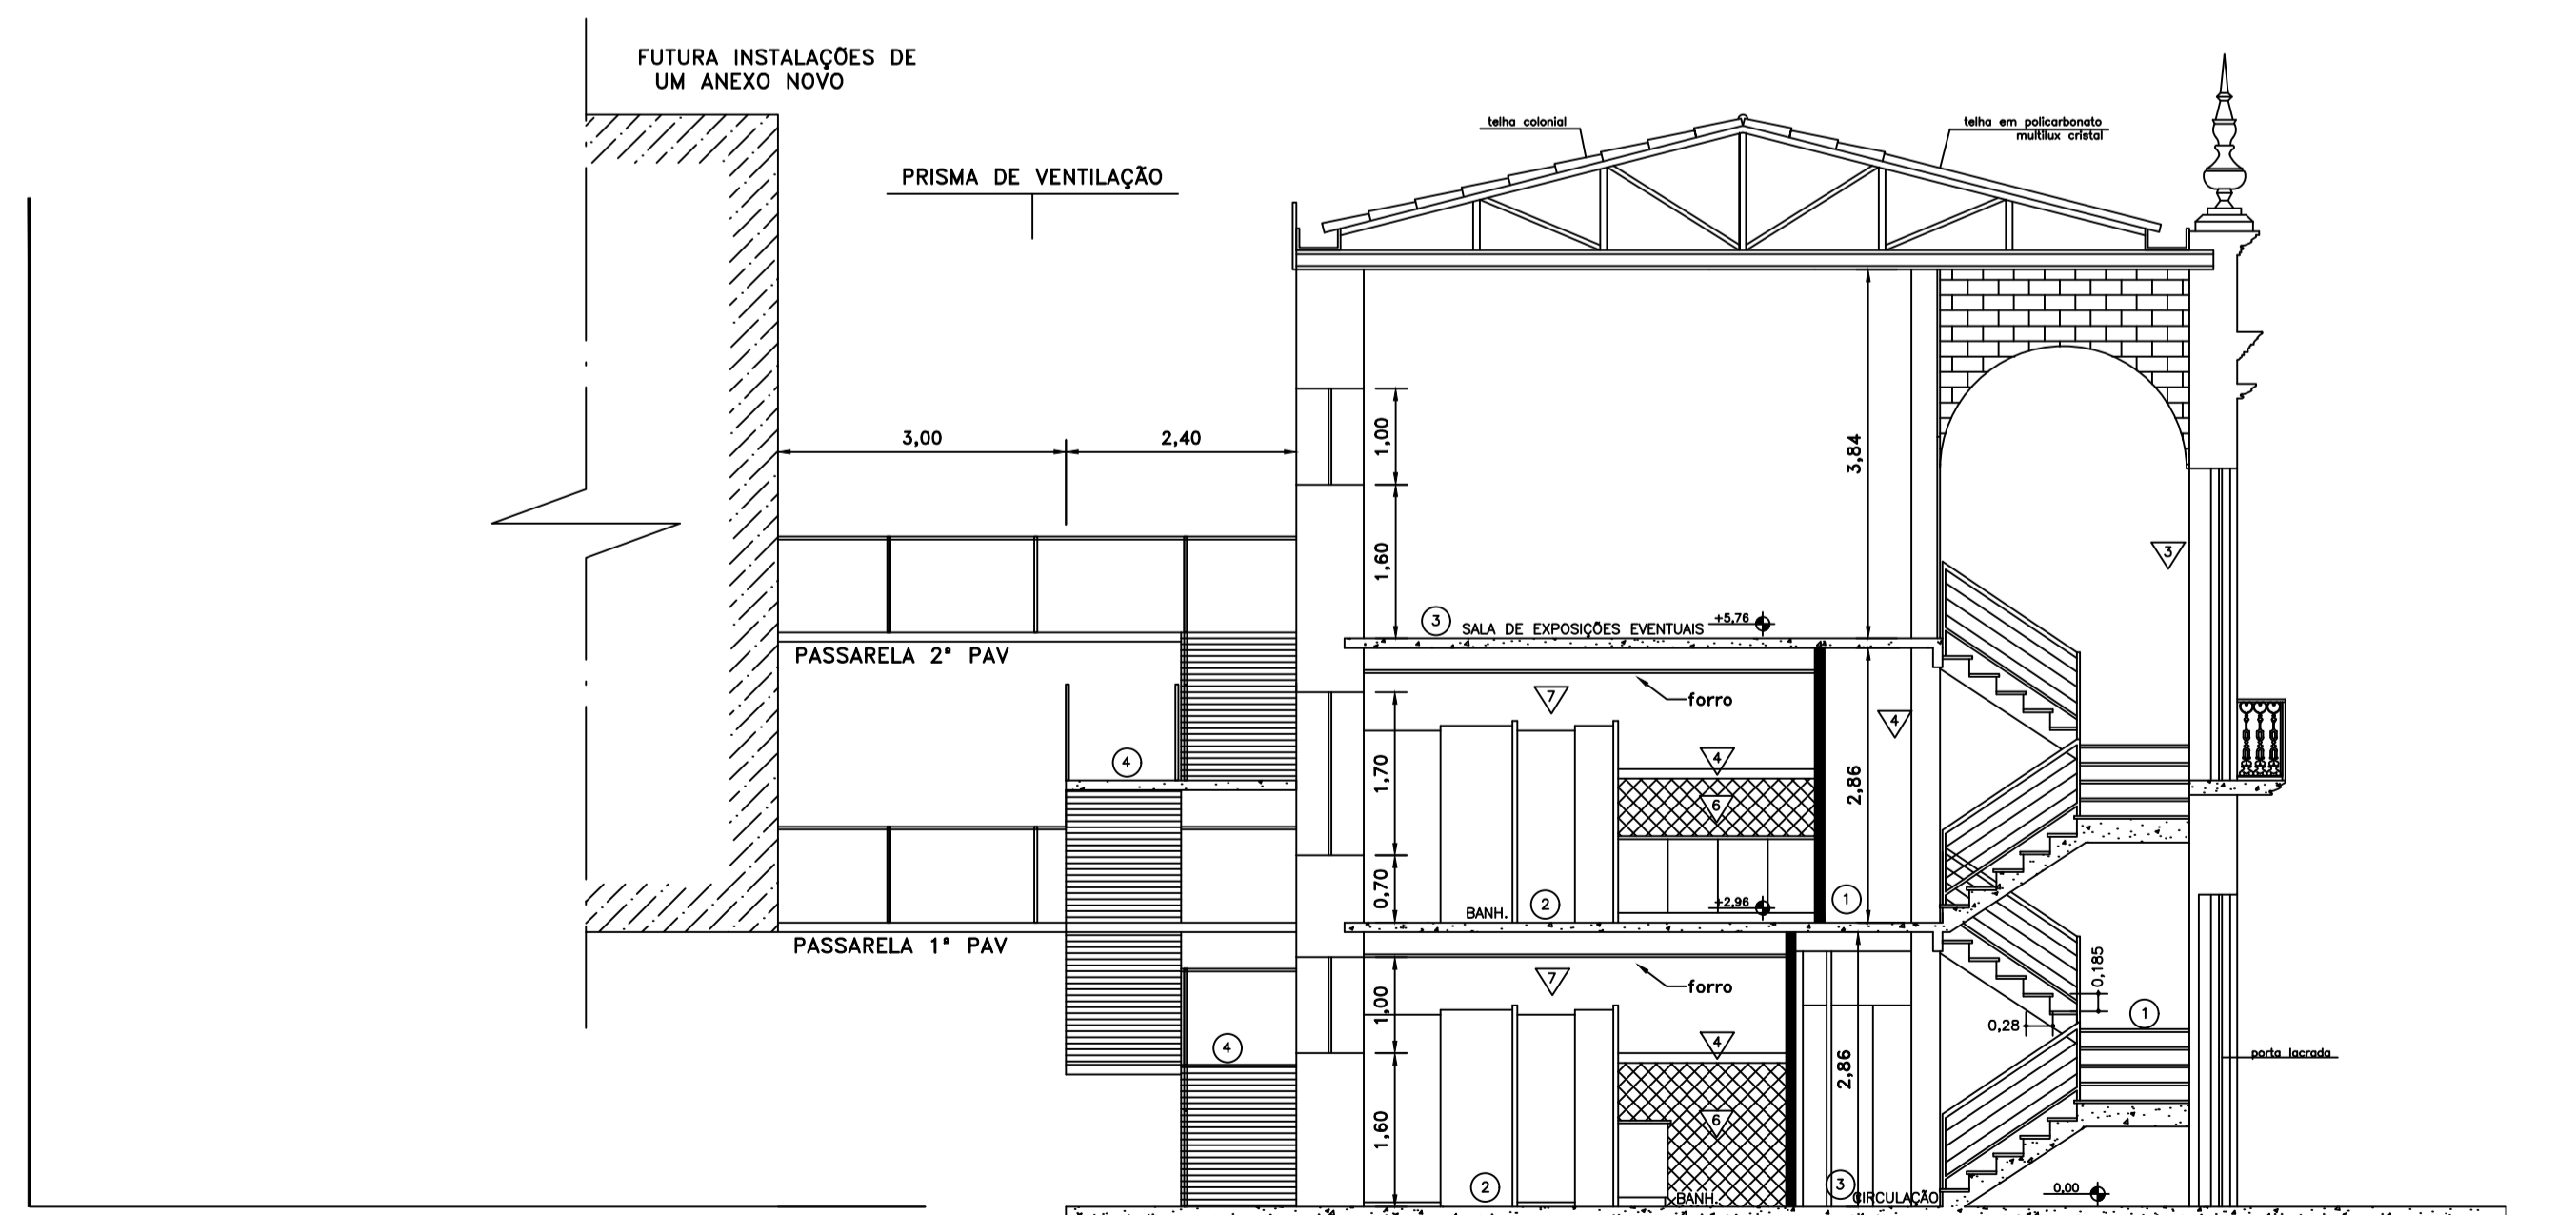 FUTURA INSTALAÇÕES DE
UM ANEXO NOVO
telha colonial
telha em policarbonato
multilux cristal
PRISMA DE VENTILAÇÃO
3,00
2,40
1,00
3,84
1,60
3
3
SALA DE EXPOSIÇÕES EVENTUAIS
+5,76
PASSARELA 2ª PAV
7
forro
4
4
4
1,70
2,86
6
0,70
BANH.
2
+2,96
1
PASSARELA 1ª PAV
7
forro
0,185
1,00
1
0,28
4
4
2,86
porta lacrada
1,60
6
2
BANH.
3
CIRCULAÇÃO
0,00